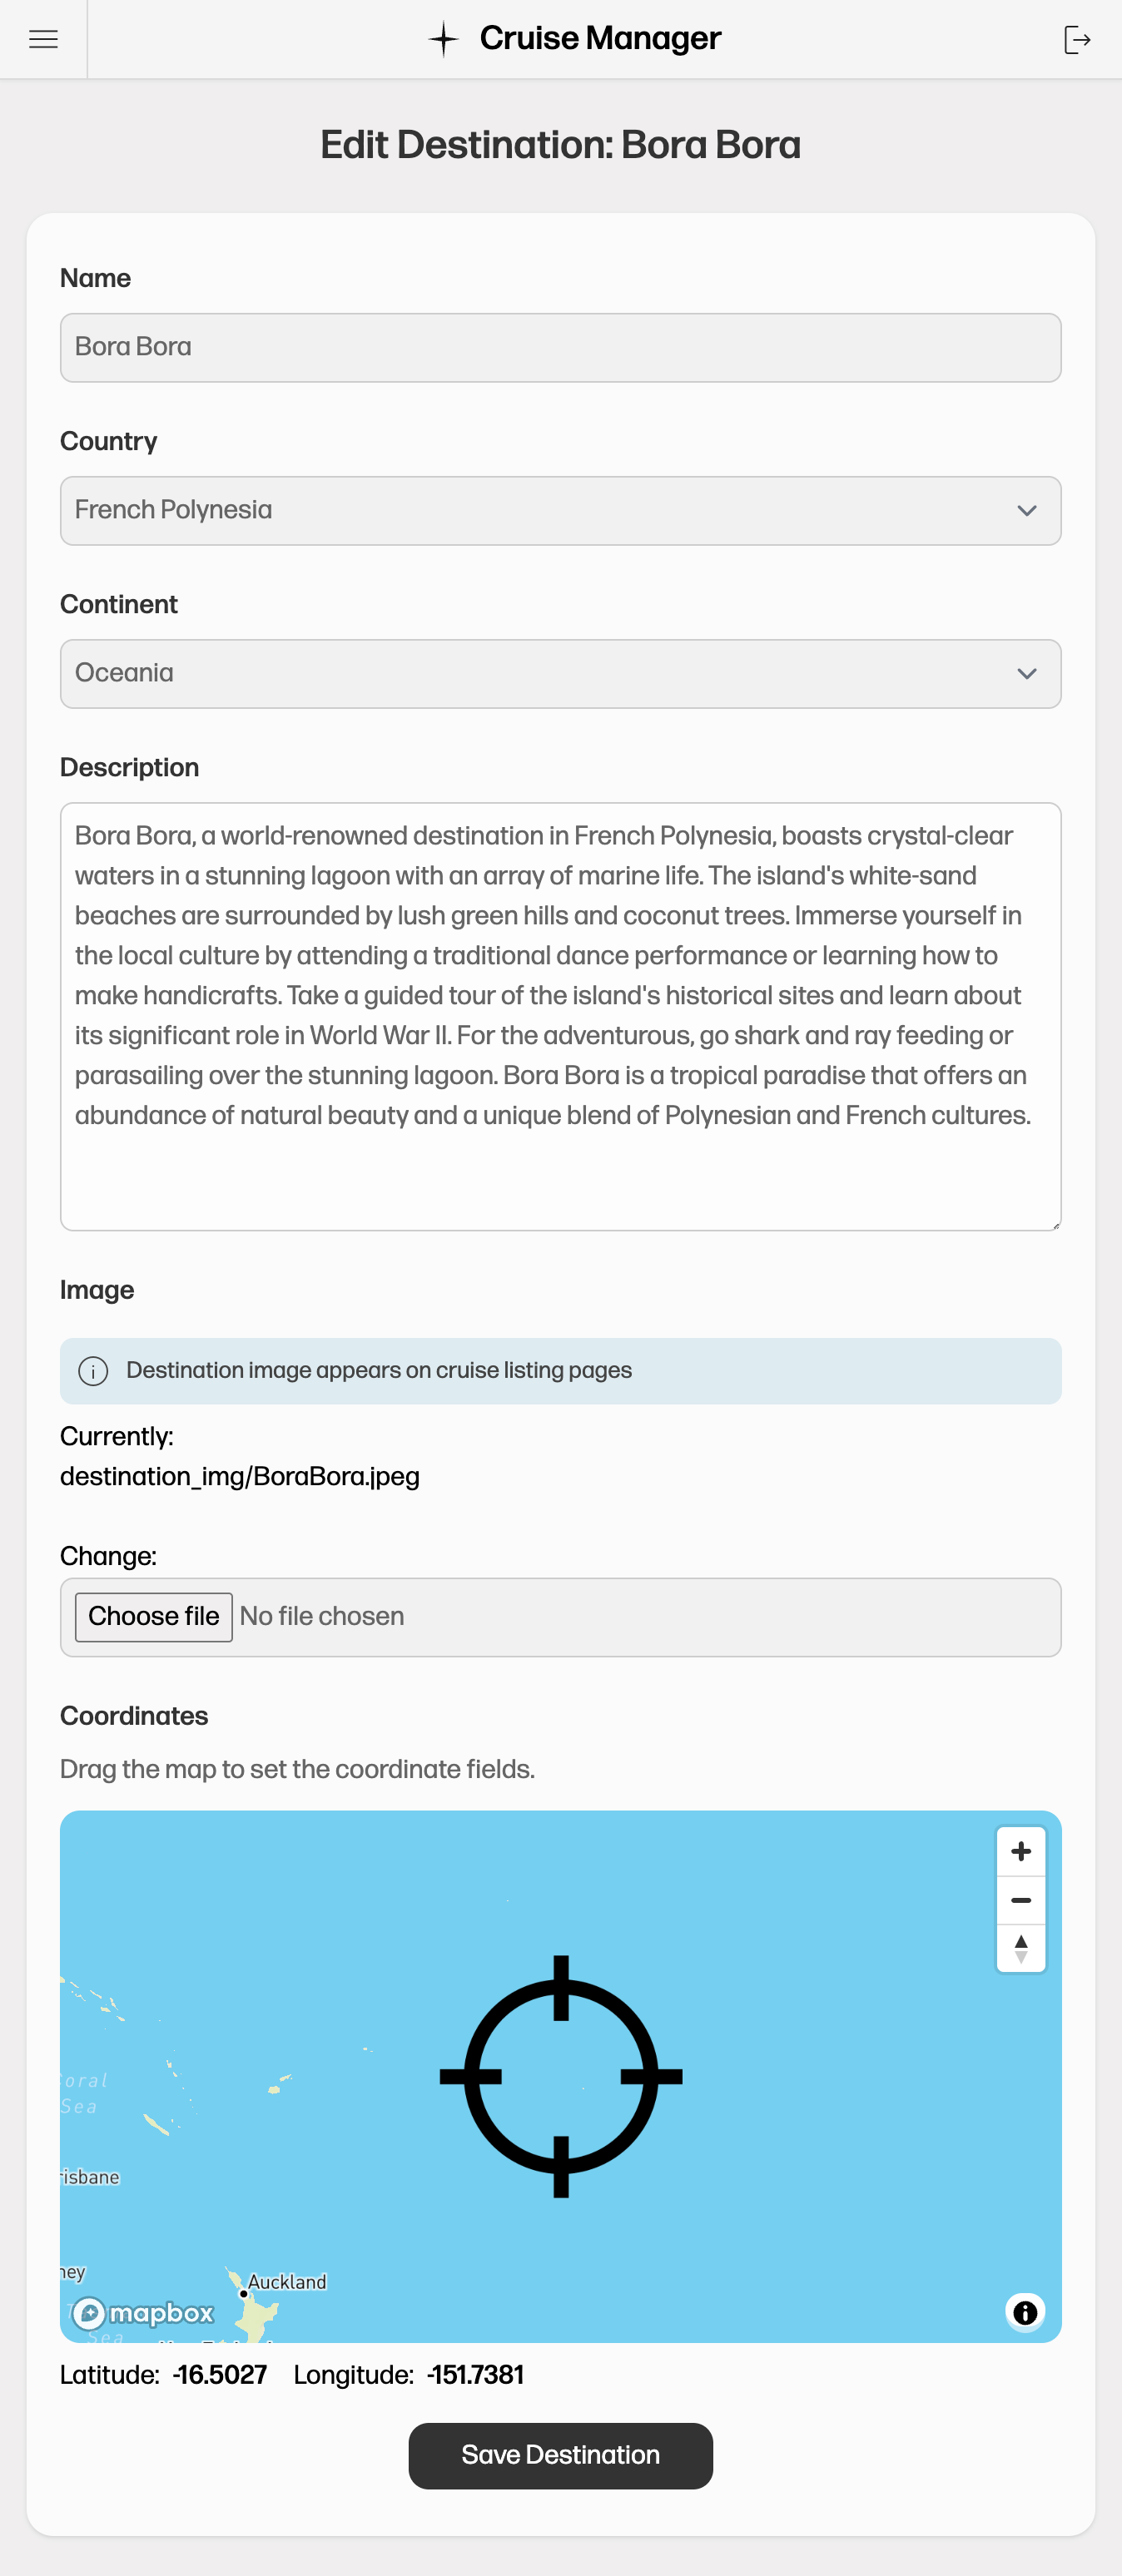 Cruise Manager
Edit Destination: Bora Bora
Name
Bora Bora
Country
French Polynesia
Continent
Oceania
Description
Bora Bora, a world-renowned destination in French Polynesia, boasts crystal-clear
waters in a stunning lagoon with an array of marine life. The island's white-sand
beaches are surrounded by lush green hills and coconut trees. Immerse yourself in
the local culture by attending a traditional dance performance or learning how to
make handicrafts. Take a guided tour of the island's historical sites and learn about
its significant role in World War II. For the adventurous, go shark and ray feeding or
parasailing over the stunning lagoon. Bora Bora is a tropical paradise that offers an
abundance of natural beauty and a unique blend of Polynesian and French cultures.
Image
Destination image appears on cruise listing pages
Currently:
destination_img/BoraBora.jpeg
Change:
Choose file No file chosen
Coordinates
Drag the map to set the coordinate fields.
oral
Sea
risbane
ney
Auckland
mapbox
Sea
Latitude: -16.5027 Longitude: -151.7381
Save Destination